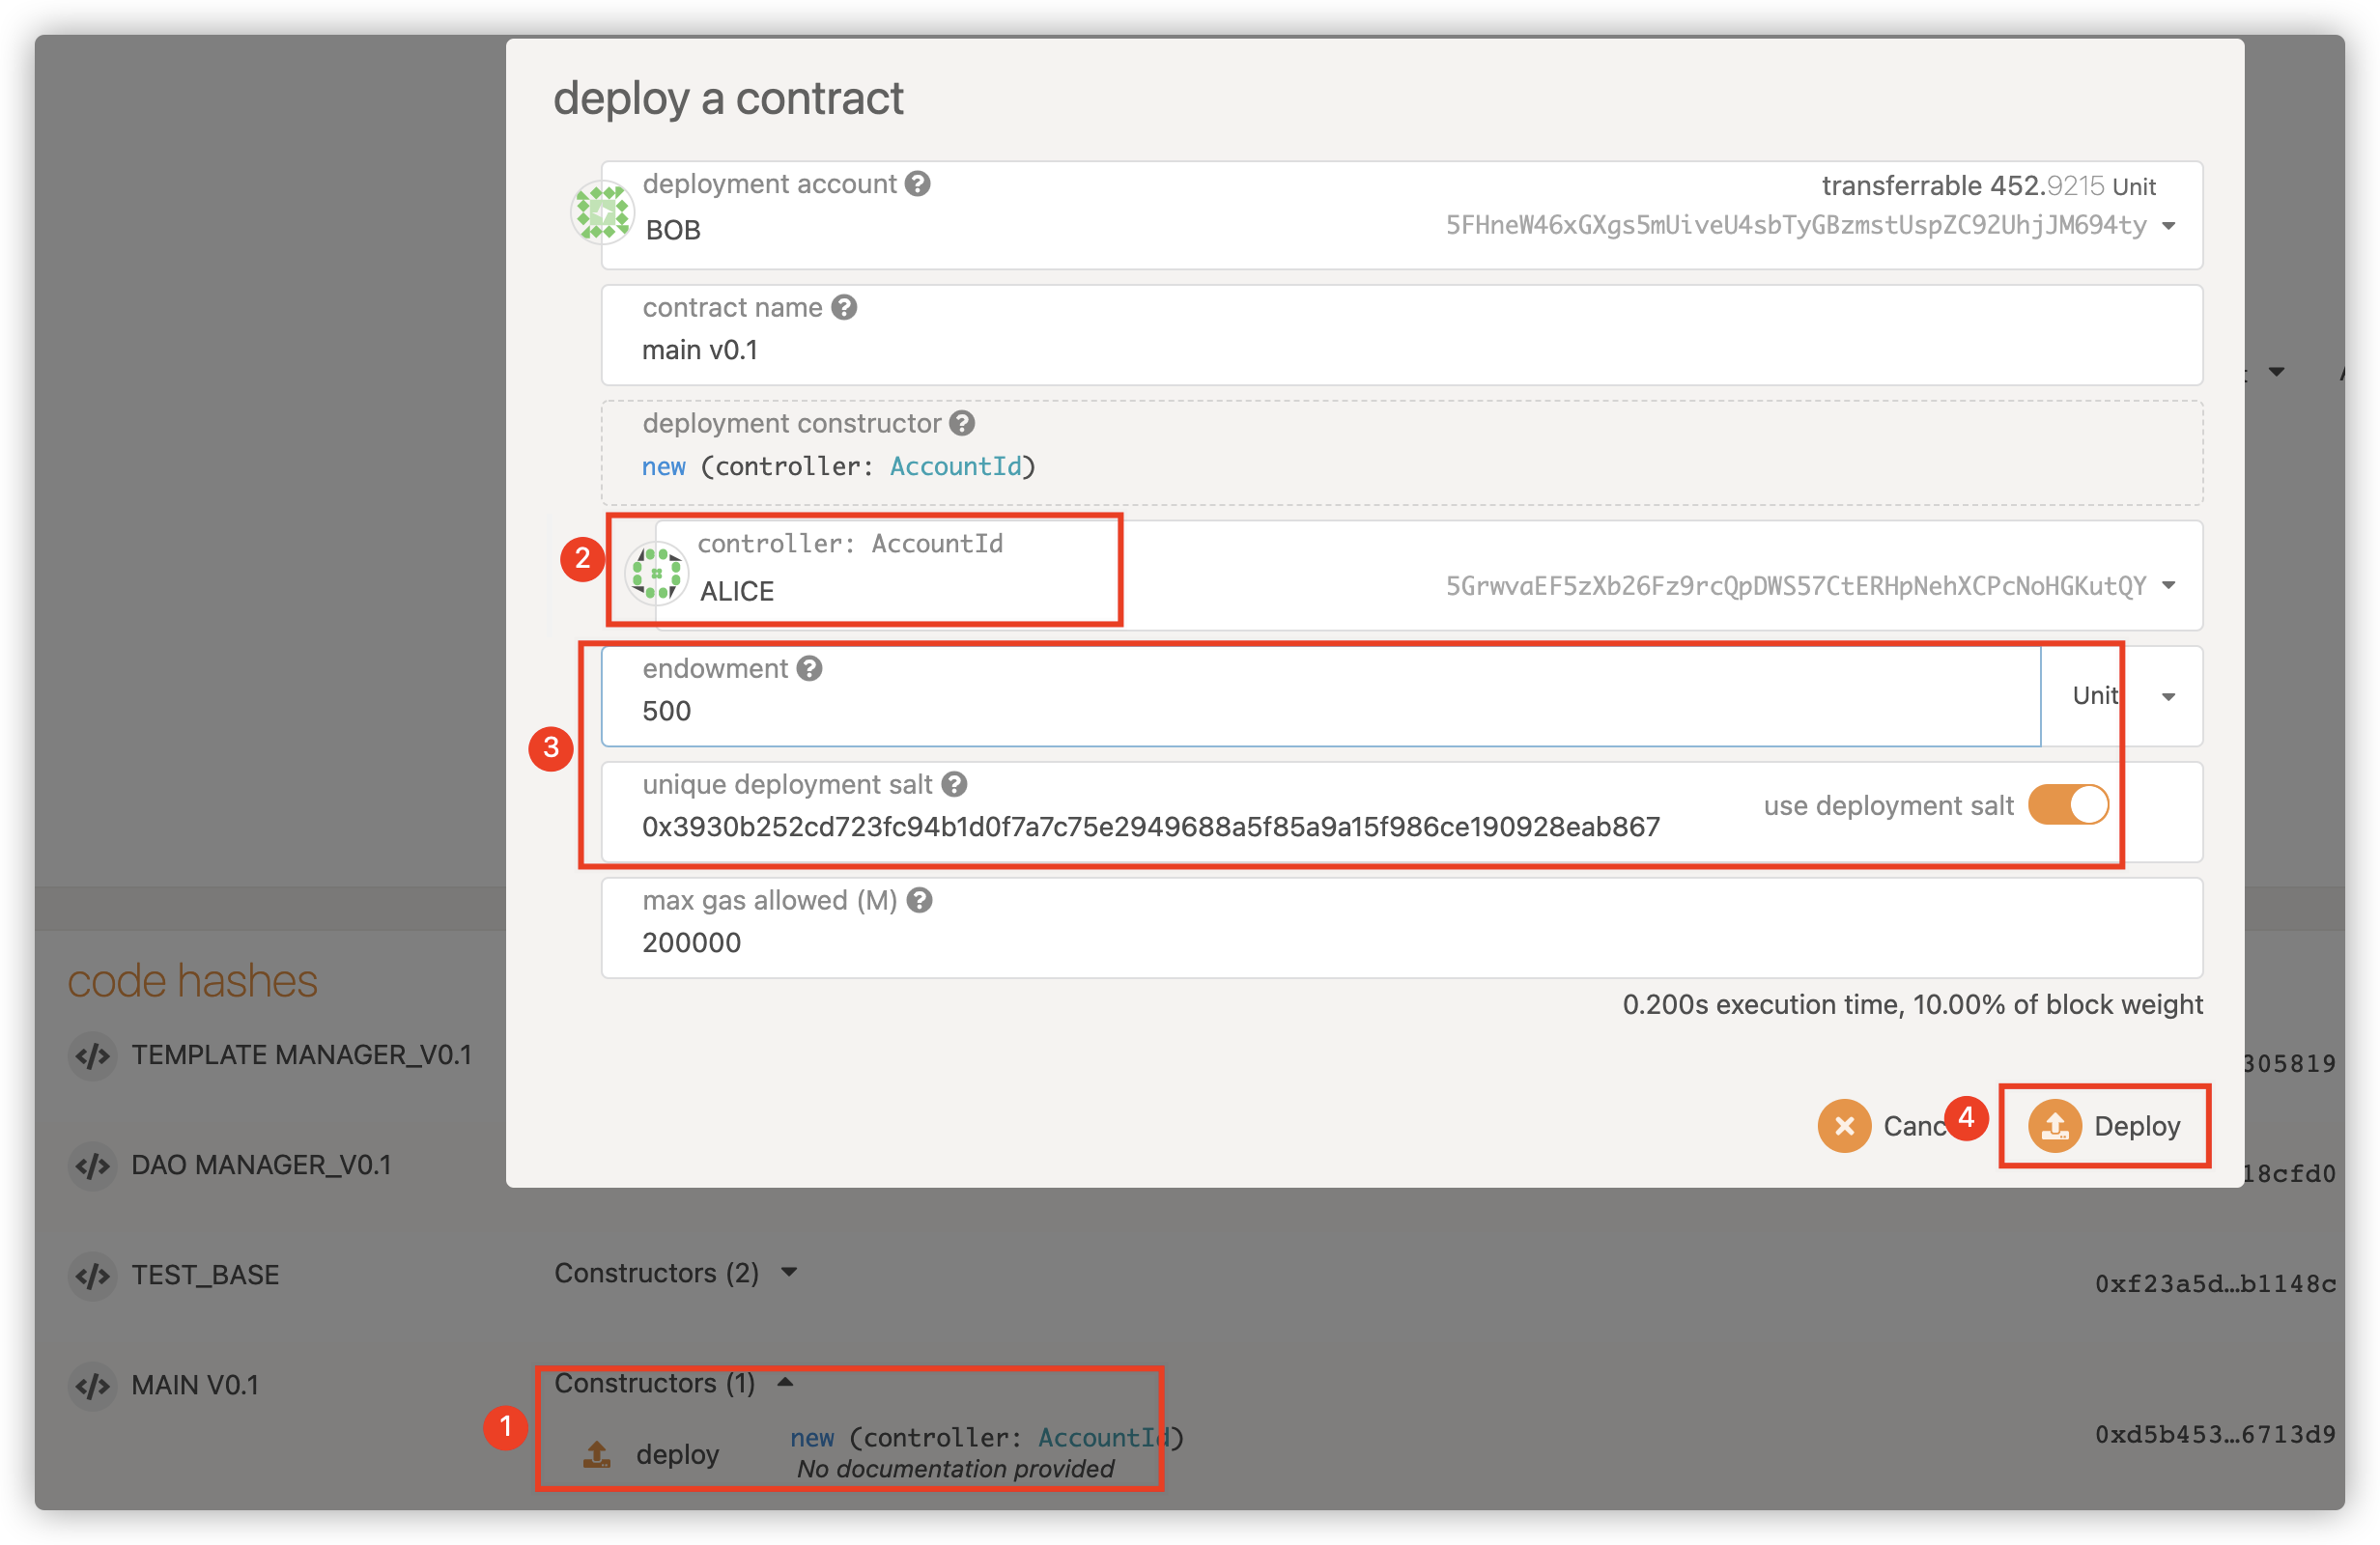 deploy a contract
deployment account
transferrable 452.9215 Unit
BOB
5FHneW46xGXgs5mUiveU4sbTyGBzmstUspZC92UhjJM694ty
contract name
main v0.1
deployment constructor
new (controller: AccountId)
2
controller: AccountId
ALICE
5GrwvaEF5zXb26Fz9rcQpDWS57CtERHpNehXCPcNoHGKutQY
3
endowment
500
Unit
unique deployment salt
0x3930b252cd723fc94b1d0f7a7c75e2949688a5f85a9a15f986ce190928eab867
use deployment salt
max gas allowed (M)
200000
0.200s execution time, 10.00% of block weight
Canc
4
Deploy
code hashes
TEMPLATE MANAGER_V0.1
305819
DAO MANAGER_V0.1
18cfd0
TEST_BASE
Constructors (2)
0xf23a5d…b1148c
MAIN V0.1
Constructors (1)
0xd5b453…6713d9
1
deploy
new (controller: AccountId)
No documentation provided